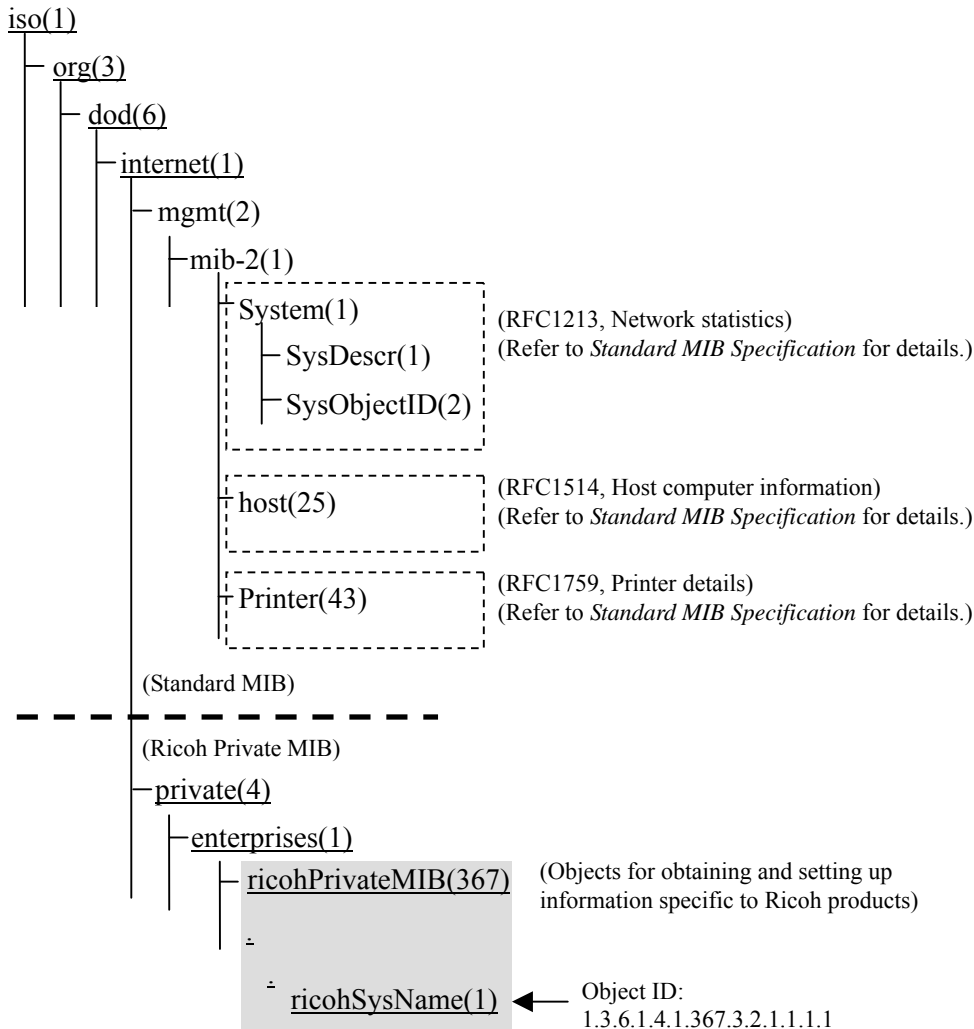 iso(1)
org(3)
dod(6)
internet(1)
mgmt(2)
mib-2(1)
System(1)
(RFC1213, Network statistics)
(Refer to Standard MIB Specification for details.)
SysDescr(1)
SysObjectID(2)
host(25)
(RFC1514, Host computer information)
(Refer to Standard MIB Specification for details.)
Printer(43)
(RFC1759, Printer details)
(Refer to Standard MIB Specification for details.)
(Standard MIB)
(Ricoh Private MIB)
private(4)
enterprises(1)
ricohPrivateMIB(367)
(Objects for obtaining and setting up
information specific to Ricoh products)
.
.
ricohSysName(1)
Object ID:
1.3.6.1.4.1.367.3.2.1.1.1.1